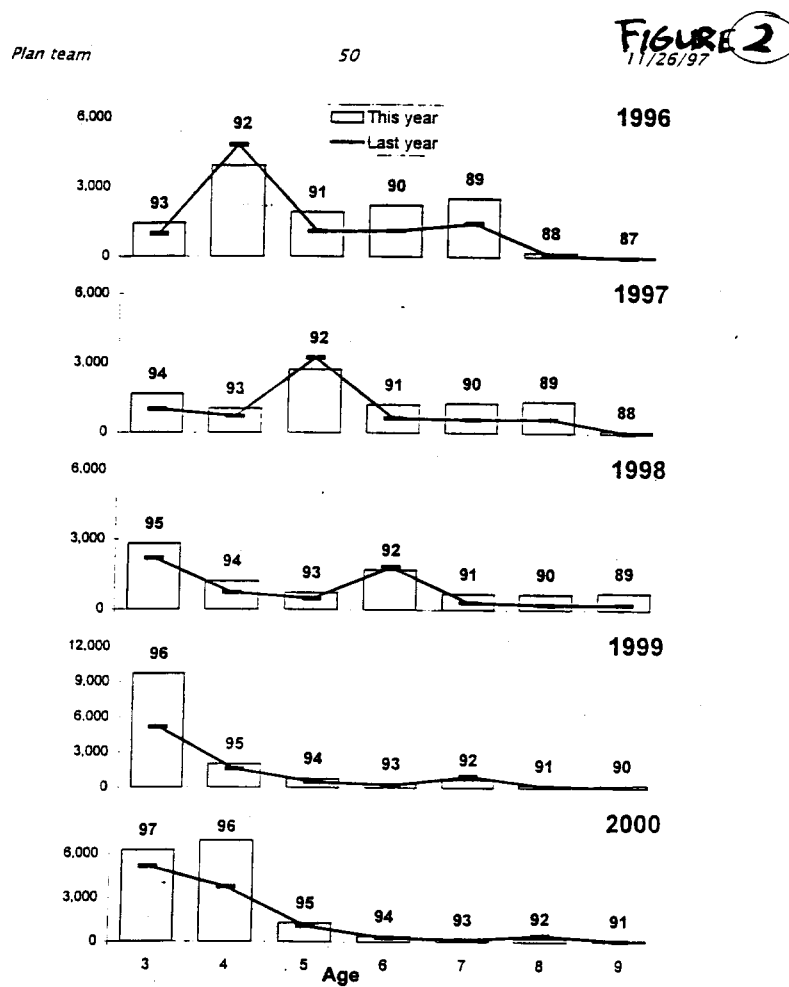 Plan team 50 FIGURE 2
11/26/97
6,000 92 This year 1996
Last year
3,000 93 91 90 89
88 87
0
6,000 1997
92
3,000 94 93 91 90 89
88
0
6,000 1998
95
3,000 94 93 92 91 90 89
0
12,000 1999
96
9,000
6,000
3,000 95 94 93 92 91 90
0
2000
97 96
6,000
3,000 95
94 93 92 91
0
3 4 5 6 7 8 9
Age